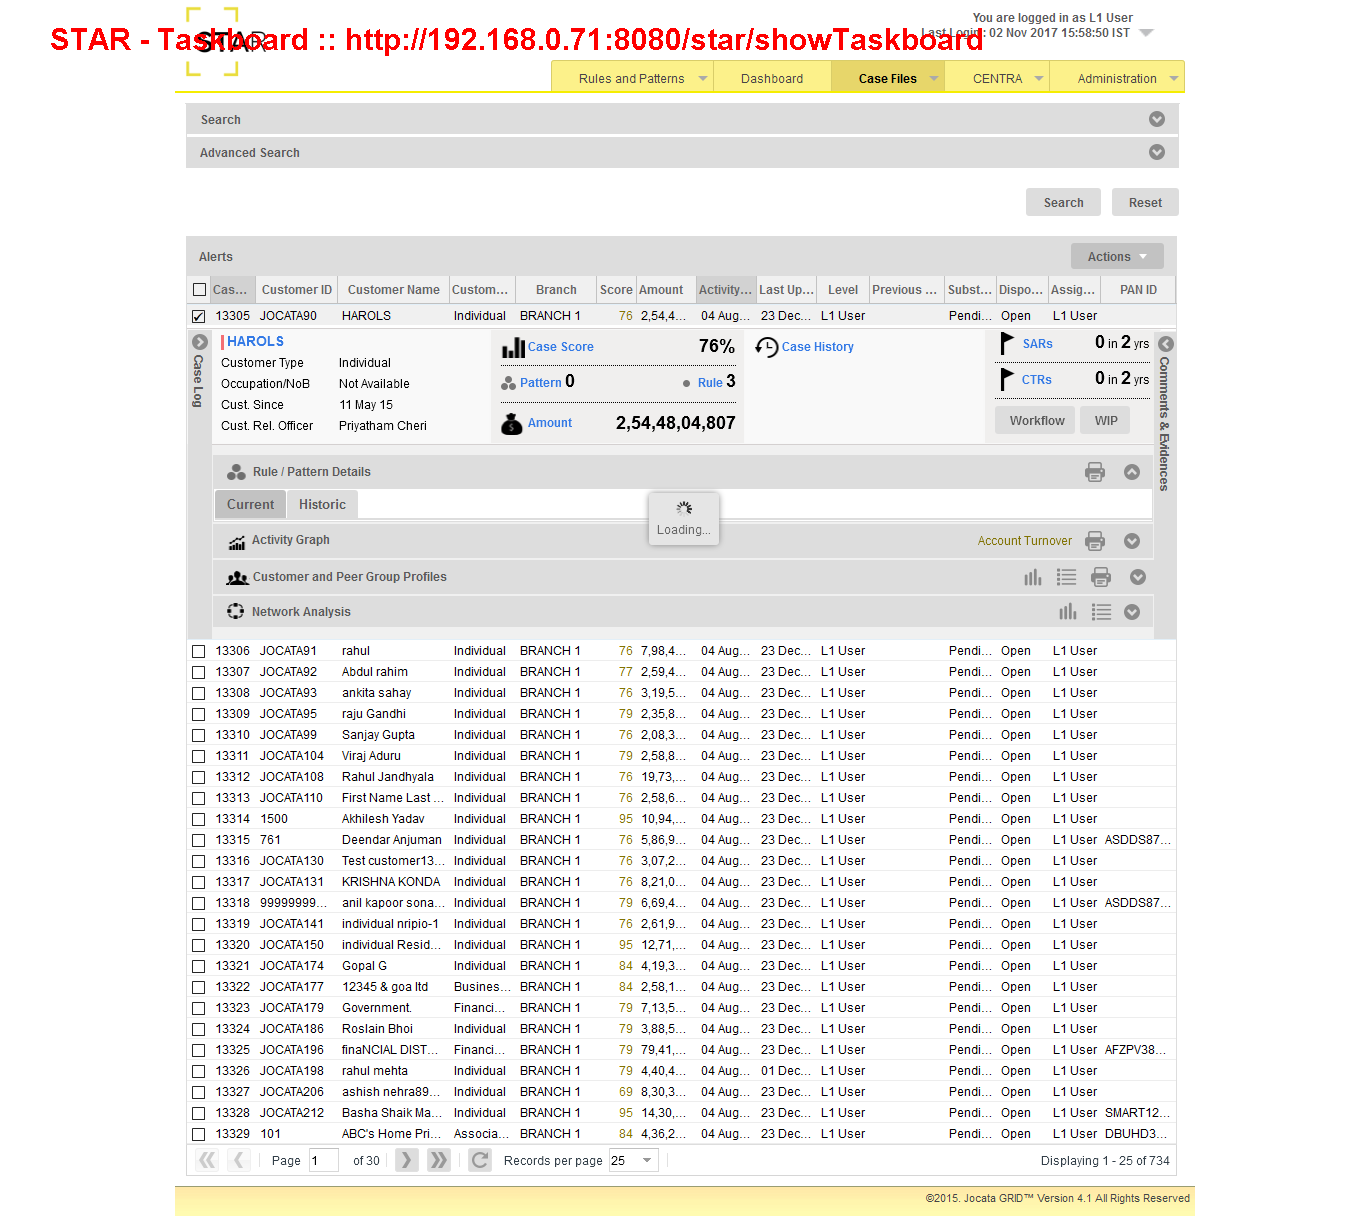 You are logged in as L1 User
STAR - Taskboard :: http://192.168.0.71:8080/star/showTaskboard
STAR
Last Login : 02 Nov 2017 15:58:50 IST
Rules and Patterns Dashboard Case Files CENTRA Administration
Search
Advanced Search
Search Reset
Alerts Actions
Cas... Customer ID Customer Name Custom... Branch Score Amount Activity... Last Up... Level Previous ... Subst... Dispo... Assig... PAN ID
13305 JOCATA90 HAROLS Individual BRANCH 1 76 2,54,4... 04 Aug... 23 Dec... L1 User Pendi... Open L1 User
Case Log
HAROLS
Customer Type Individual
Occupation/NoB Not Available
Cust. Since 11 May 15
Cust. Rel. Officer Priyatham Cheri
Case Score 76%
Pattern 0 Rule 3
Amount 2,54,48,04,807
Case History
SARs 0 in 2 yrs
CTRs 0 in 2 yrs
Workflow WIP
Comments & Evidences
Rule / Pattern Details
Current Historic
Loading...
Activity Graph Account Turnover
Customer and Peer Group Profiles
Network Analysis
13306 JOCATA91 rahul Individual BRANCH 1 76 7,98,4... 04 Aug... 23 Dec... L1 User Pendi... Open L1 User
13307 JOCATA92 Abdul rahim Individual BRANCH 1 77 2,59,4... 04 Aug... 23 Dec... L1 User Pendi... Open L1 User
13308 JOCATA93 ankita sahay Individual BRANCH 1 76 3,19,5... 04 Aug... 23 Dec... L1 User Pendi... Open L1 User
13309 JOCATA95 raju Gandhi Individual BRANCH 1 79 2,35,8... 04 Aug... 23 Dec... L1 User Pendi... Open L1 User
13310 JOCATA99 Sanjay Gupta Individual BRANCH 1 76 2,08,3... 04 Aug... 23 Dec... L1 User Pendi... Open L1 User
13311 JOCATA104 Viraj Aduru Individual BRANCH 1 79 2,58,8... 04 Aug... 23 Dec... L1 User Pendi... Open L1 User
13312 JOCATA108 Rahul Jandhyala Individual BRANCH 1 76 19,73,... 04 Aug... 23 Dec... L1 User Pendi... Open L1 User
13313 JOCATA110 First Name Last ... Individual BRANCH 1 76 2,58,6... 04 Aug... 23 Dec... L1 User Pendi... Open L1 User
13314 1500 Akhilesh Yadav Individual BRANCH 1 95 10,94,... 04 Aug... 23 Dec... L1 User Pendi... Open L1 User
13315 761 Deendar Anjuman Individual BRANCH 1 76 5,86,9... 04 Aug... 23 Dec... L1 User Pendi... Open L1 User ASDDS87...
13316 JOCATA130 Test customer13... Individual BRANCH 1 76 3,07,2... 04 Aug... 23 Dec... L1 User Pendi... Open L1 User
13317 JOCATA131 KRISHNA KONDA Individual BRANCH 1 76 8,21,0... 04 Aug... 23 Dec... L1 User Pendi... Open L1 User
13318 99999999... anil kapoor sona... Individual BRANCH 1 79 6,69,4... 04 Aug... 23 Dec... L1 User Pendi... Open L1 User ASDDS87...
13319 JOCATA141 individual nripio-1 Individual BRANCH 1 76 2,61,9... 04 Aug... 23 Dec... L1 User Pendi... Open L1 User
13320 JOCATA150 individual Resid... Individual BRANCH 1 95 12,71,... 04 Aug... 23 Dec... L1 User Pendi... Open L1 User
13321 JOCATA174 Gopal G Individual BRANCH 1 84 4,19,3... 04 Aug... 23 Dec... L1 User Pendi... Open L1 User
13322 JOCATA177 12345 & goa ltd Busines... BRANCH 1 84 2,58,1... 04 Aug... 23 Dec... L1 User Pendi... Open L1 User
13323 JOCATA179 Government. Financi... BRANCH 1 79 7,13,5... 04 Aug... 23 Dec... L1 User Pendi... Open L1 User
13324 JOCATA186 Roslain Bhoi Individual BRANCH 1 79 3,88,5... 04 Aug... 23 Dec... L1 User Pendi... Open L1 User
13325 JOCATA196 finaNCIAL DIST... Financi... BRANCH 1 79 79,41,... 04 Aug... 23 Dec... L1 User Pendi... Open L1 User AFZPV38...
13326 JOCATA198 rahul mehta Individual BRANCH 1 79 4,40,4... 04 Aug... 01 Dec... L1 User Pendi... Open L1 User
13327 JOCATA206 ashish nehra89... Individual BRANCH 1 69 8,30,3... 04 Aug... 23 Dec... L1 User Pendi... Open L1 User
13328 JOCATA212 Basha Shaik Ma... Individual BRANCH 1 95 14,30,... 04 Aug... 23 Dec... L1 User Pendi... Open L1 User SMART12...
13329 101 ABC's Home Pri... Associa... BRANCH 1 84 4,36,2... 04 Aug... 23 Dec... L1 User Pendi... Open L1 User DBUHD3...
Page 1 of 30 Records per page 25 Displaying 1 - 25 of 734
©2015. Jocata GRID™ Version 4.1 All Rights Reserved